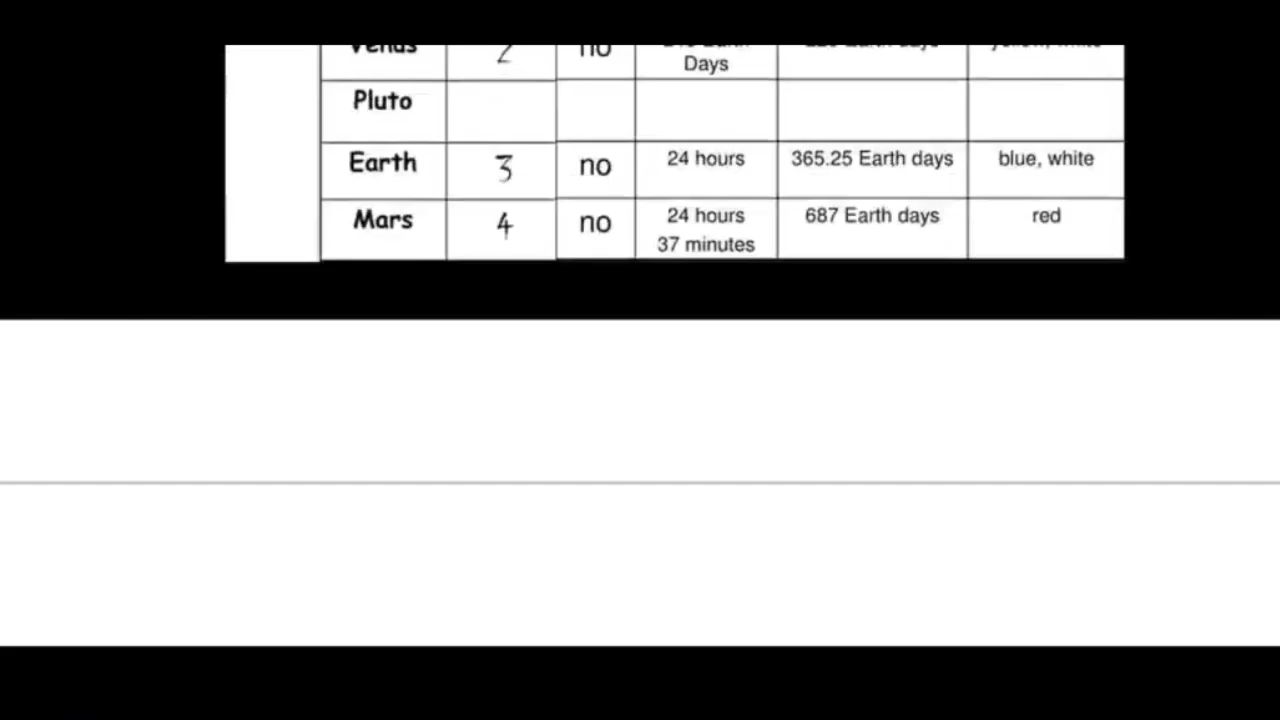 Venus 2 no
Days
Pluto
Earth 3 no 24 hours 365.25 Earth days blue, white
Mars 4 no 24 hours 687 Earth days red
37 minutes